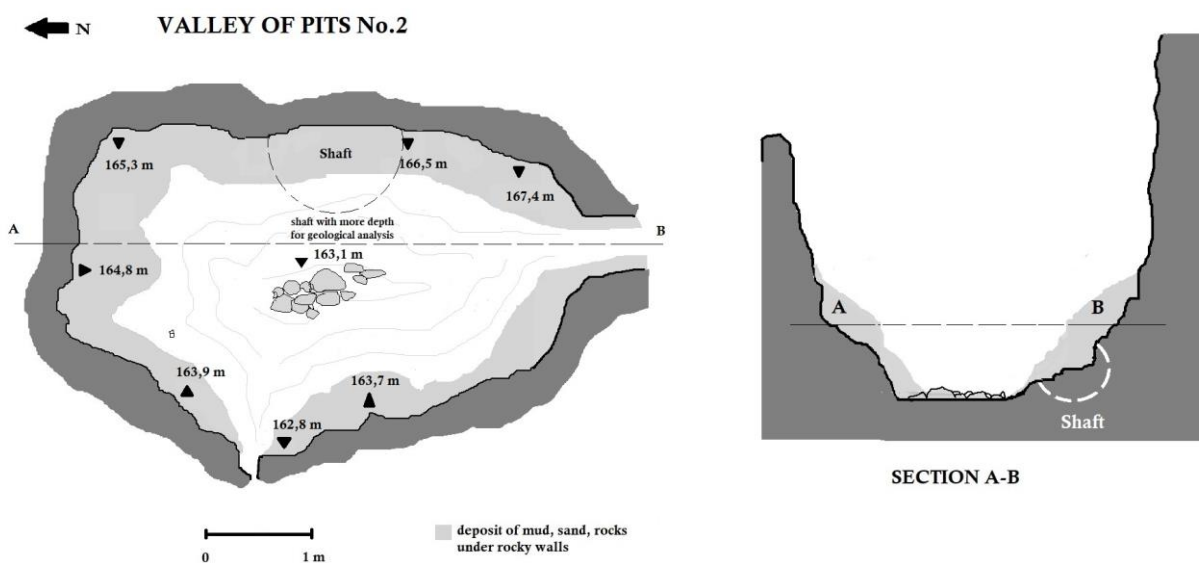 N
VALLEY OF PITS No.2
Shaft
165,3 m
166,5 m
167,4 m
shaft with more depth
for geological analysis
A
B
163,1 m
164,8 m
163,9 m
163,7 m
162,8 m
0
1 m
deposit of mud, sand, rocks
under rocky walls
A
B
Shaft
SECTION A-B